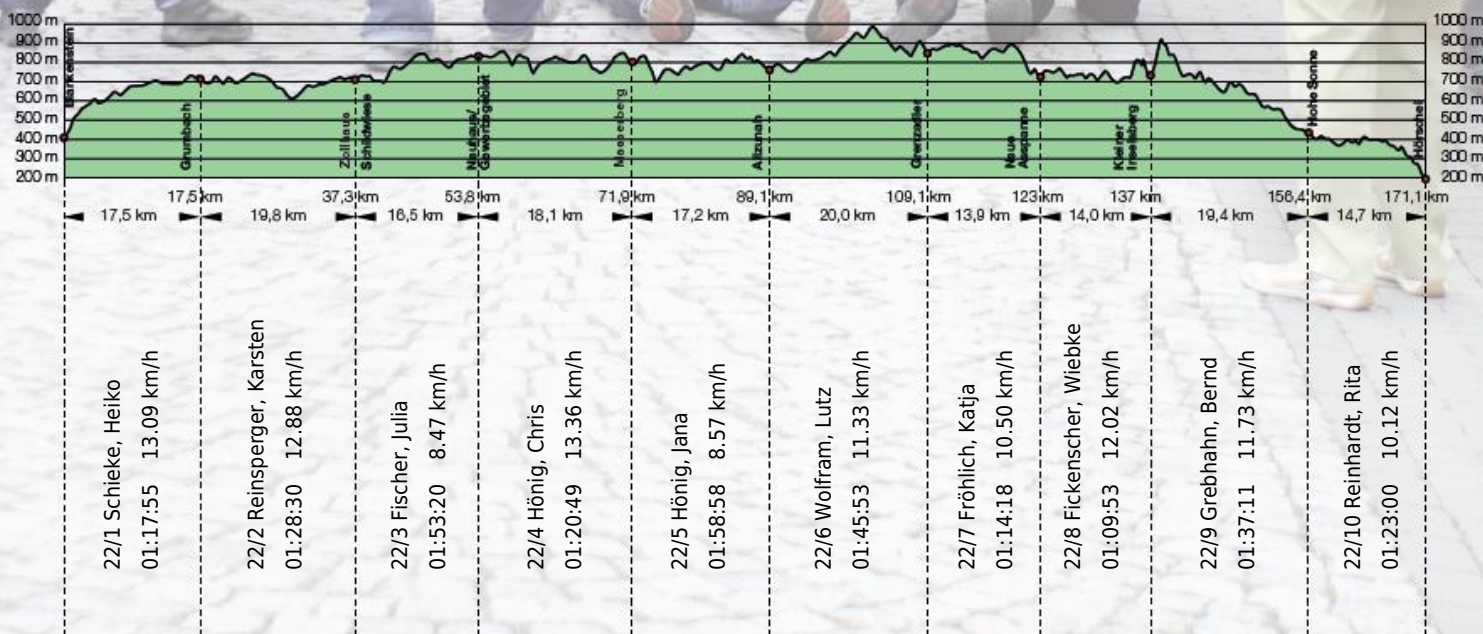 1000 m
900 m
800 m
700 m
600 m
500 m
400 m
300 m
200 m
1000 m
900 m
800 m
700 m
600 m
500 m
400 m
300 m
200 m
Blankenstein
Grumbach
Zollhaus
Schildwiese
Neuhaus/
Masserberg
Allzunah
Grenzadler
Neue
Ausspanne
Kleiner
Inselsberg
Hohe Sonne
Hörschel
17,5 km 37,3 km 53,8 km 71,9 km 89,1 km 109,1 km 123 km 137 km 156,4 km 171,1 km
17,5 km 19,8 km 16,5 km 18,1 km 17,2 km 20,0 km 13,9 km 14,0 km 19,4 km 14,7 km
22/1 Schieke, Heiko
01:17:55 13.09 km/h
22/2 Reinsperger, Karsten
01:28:30 12.88 km/h
22/3 Fischer, Julia
01:53:20 8.47 km/h
22/4 Hönig, Chris
01:20:49 13.36 km/h
22/5 Hönig, Jana
01:58:58 8.57 km/h
22/6 Wolfram, Lutz
01:45:53 11.33 km/h
22/7 Fröhlich, Katja
01:14:18 10.50 km/h
22/8 Fickenscher, Wiebke
01:09:53 12.02 km/h
22/9 Grebhahn, Bernd
01:37:11 11.73 km/h
22/10 Reinhardt, Rita
01:23:00 10.12 km/h